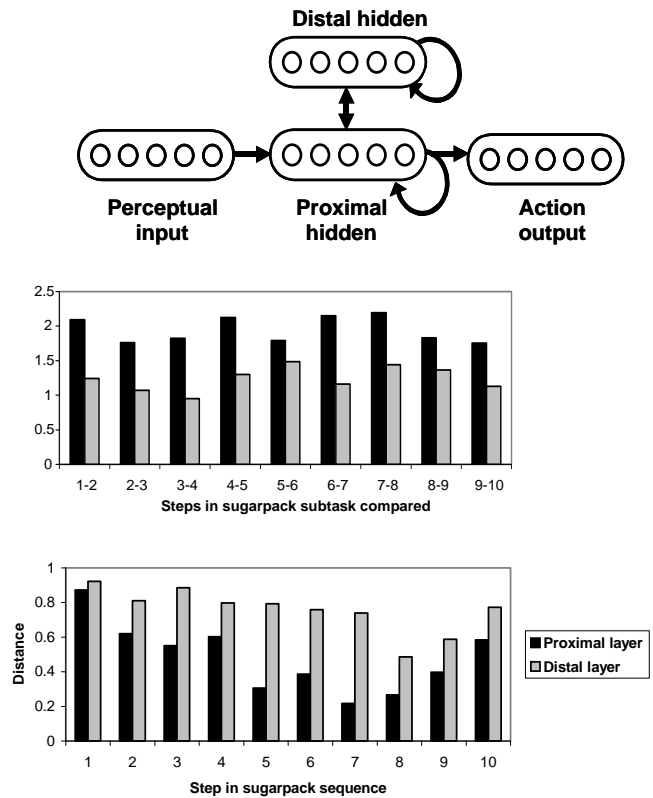 Distal hidden
Perceptual
input
Proximal
hidden
Action
output
2.5
2
1.5
1
0.5
0
1-2 2-3 3-4 4-5 5-6 6-7 7-8 8-9 9-10
Steps in sugarpack subtask compared
1
0.8
0.6
0.4
0.2
0
Distance
1 2 3 4 5 6 7 8 9 10
Step in sugarpack sequence
Proximal layer
Distal layer